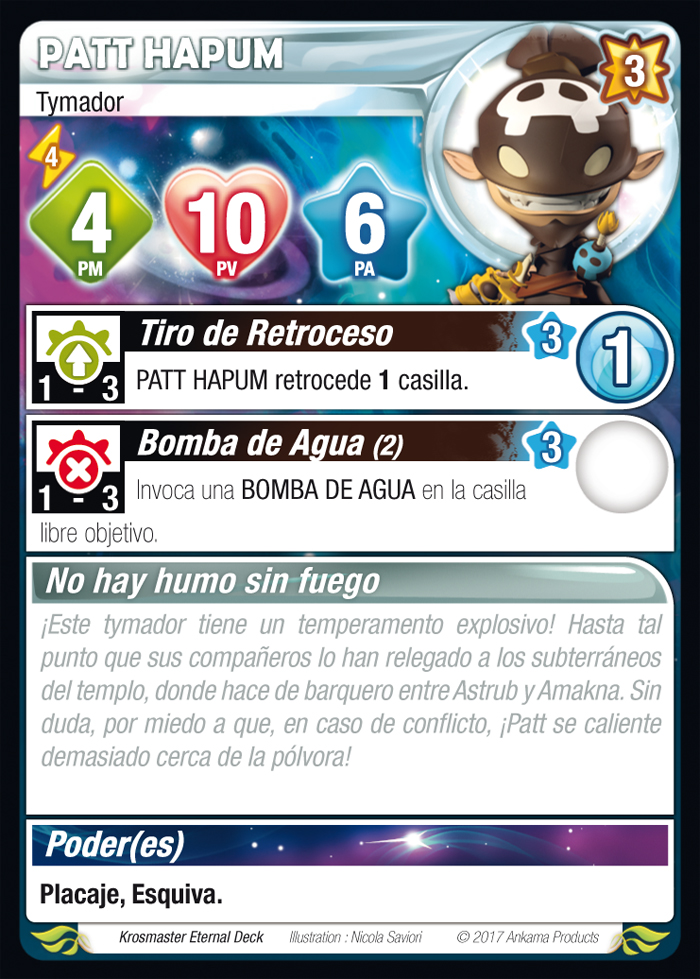 PATT HAPUM
3
Tymador
4
4
PM
10
PV
6
PA
Tiro de Retroceso
3
1
1 - 3
PATT HAPUM retrocede 1 casilla.
Bomba de Agua (2)
3
1 - 3
Invoca una BOMBA DE AGUA en la casilla
libre objetivo.
No hay humo sin fuego
¡Este tymador tiene un temperamento explosivo! Hasta tal
punto que sus compañeros lo han relegado a los subterráneos
del templo, donde hace de barquero entre Astrub y Amakna. Sin
duda, por miedo a que, en caso de conflicto, ¡Patt se caliente
demasiado cerca de la pólvora!
Poder(es)
Placaje, Esquiva.
Krosmaster Eternal Deck Illustration : Nicola Saviori © 2017 Ankama Products